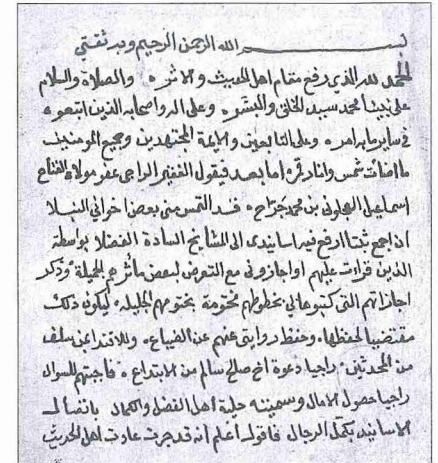 بسم الله الرحمن الرحيم وبه ثقتي
الحمد لله الذي رفع مقام اهل الحديث والاثر ه والصلاة والسلام
على نبينا محمد سيد الخلق والبشر ه وعلى اله واصحابه الذين اتبعوه
في ساير ما به امر ه وعلى التابعين والايمة المجتهدين وجميع المومنين
ما اضاءت شمس وانار قمر ه اما بعد فيقول الفقير الراجي عفو مولاه الفتاح
اسماعيل العجلوني بن محمد جراح ه قد التمس مني بعض اخواني النبلا
ان اجمع ثبتا ارفع فيه اسانيدي الى المشايخ السادة الفضلا بواسطة
الذين قرات عليهم او اجازوني مع التعرض لبعض ماثرهم الجميلة وذكر
اجازاتهم التي كتبوها لي بخطوطهم مختومة بختومهم الجليله ليكون ذلك
مقتضيا لحفظها وحفظ روايتي عنهم عن الضياع وللاقتدا بمن سلف
من المحدثين راجيا دعوة اخ صالح سالم من الابتداع ه فاجبتهم للسوال
راجيا حصول الامال وسميته حلية اهل الفضل والكمال باتصال
الاسانيد بكمل الرجال فاقول اعلم انه قد جرت عادت اهل الحديث